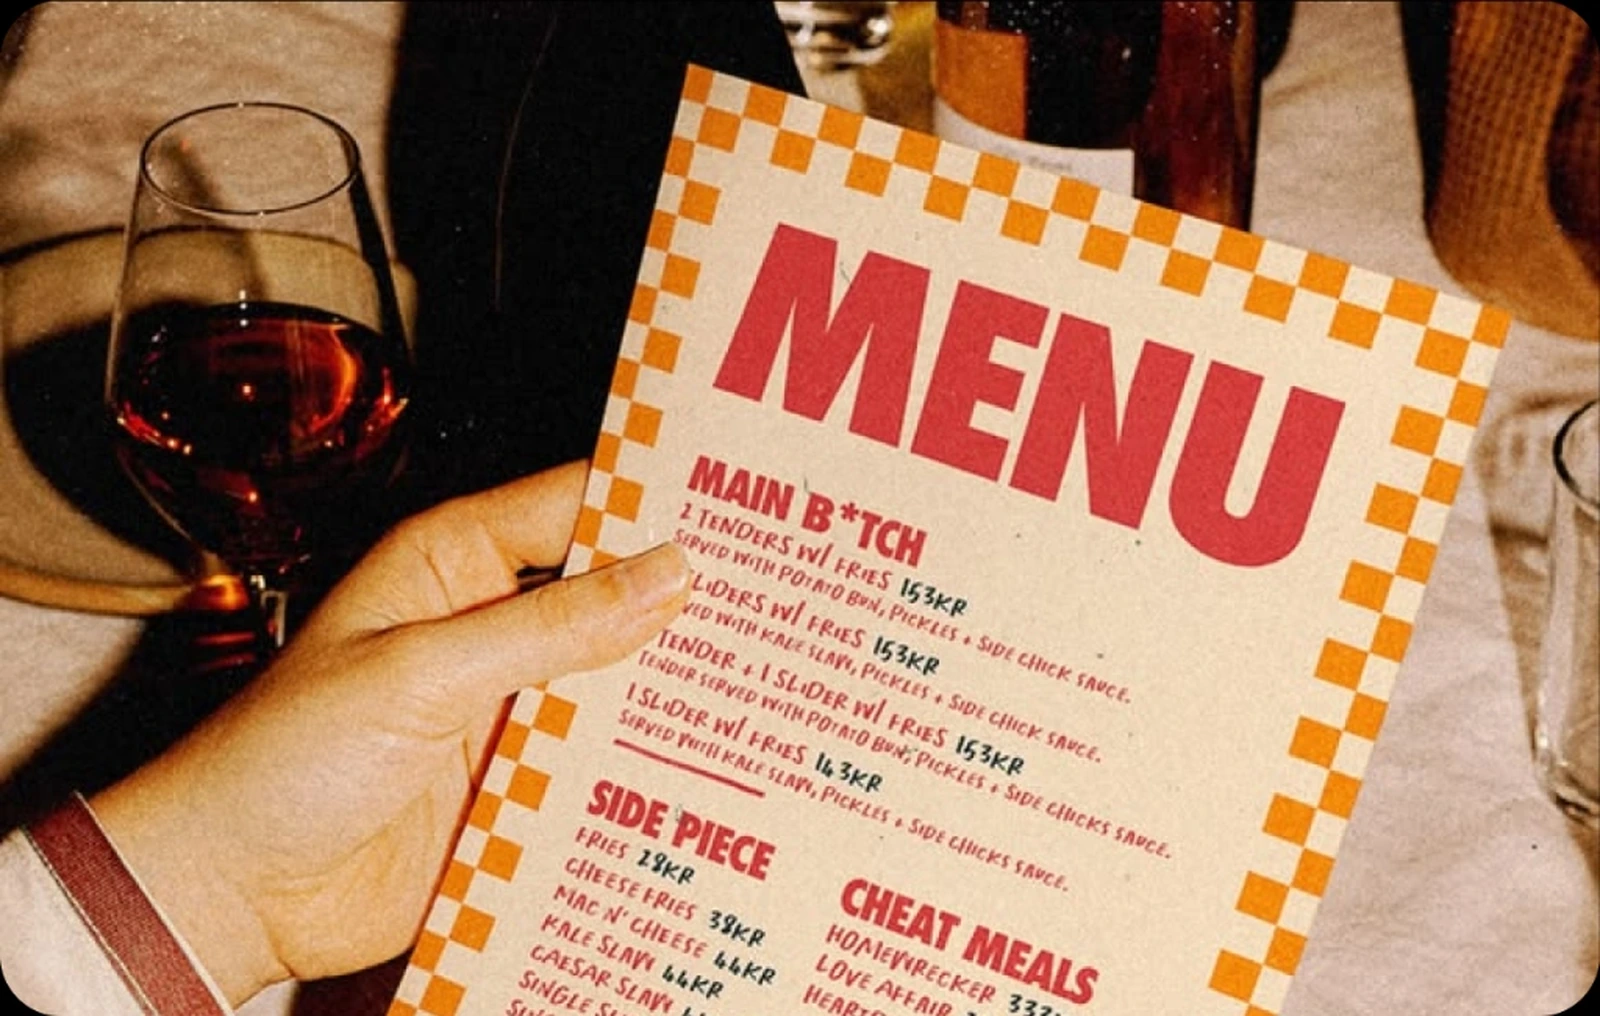 MENU
MAIN B*TCH
2 TENDERS W/ FRIES 153KR
SERVED WITH POTATO BUN, PICKLES + SIDE CHICK SAUCE.
SLIDERS W/ FRIES 153KR
WITH KALE SLAW, PICKLES + SIDE CHICK SAUCE.
TENDER + 1 SLIDER W/ FRIES 153KR
TENDER SERVED WITH POTATO BUN, PICKLES + SIDE CHICKS SAUCE.
1 SLIDER W/ FRIES 143KR
SERVED WITH KALE SLAW, PICKLES + SIDE CHICKS SAUCE.
SIDE PIECE
FRIES 28KR
CHEESE FRIES 38KR
MAC N' CHEESE 44KR
KALE SLAW 44KR
CAESAR SLAW
SINGLE
CHEAT MEALS
HOMEWRECKER
LOVE AFFAIR